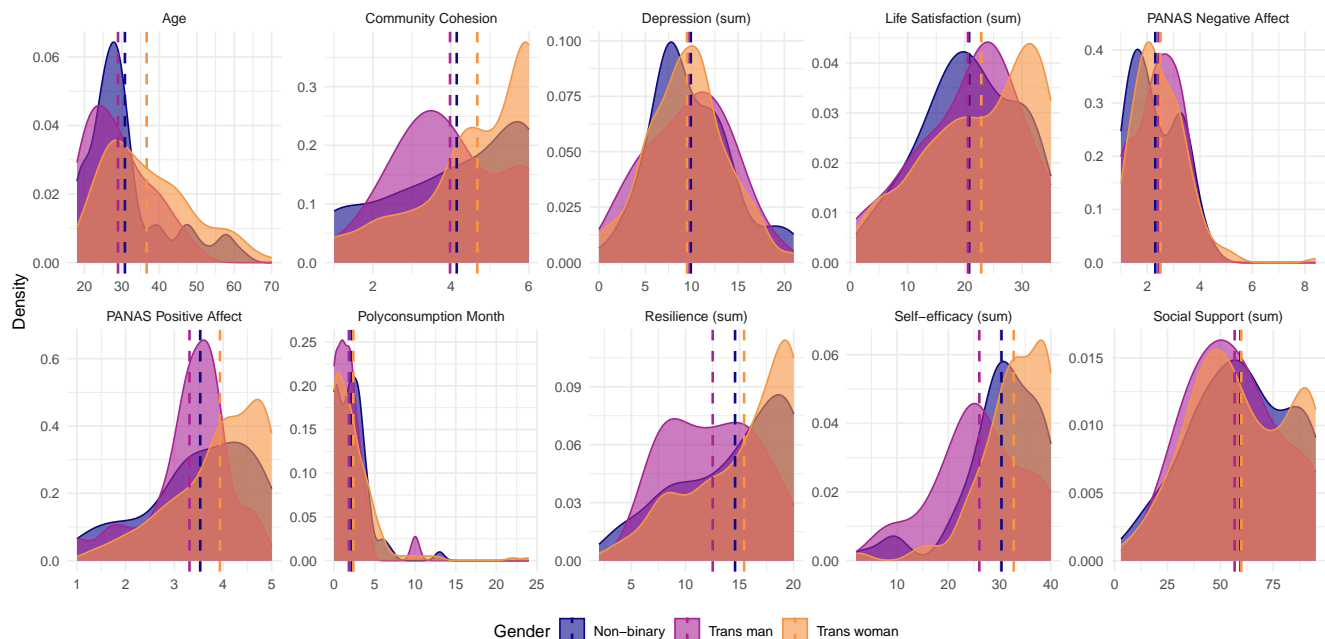 Age
Community Cohesion
Depression (sum)
Life Satisfaction (sum)
PANAS Negative Affect
0.06
0.04
0.02
0.00
20 30 40 50 60 70
0.3
0.2
0.1
0.0
2 4 6
0.100
0.075
0.050
0.025
0.000
0 5 10 15 20
0.04
0.03
0.02
0.01
0.00
0 10 20 30
0.4
0.3
0.2
0.1
0.0
2 4 6 8
Density
PANAS Positive Affect
Polyconsumption Month
Resilience (sum)
Self−efficacy (sum)
Social Support (sum)
0.6
0.4
0.2
0.0
1 2 3 4 5
0.25
0.20
0.15
0.10
0.05
0.00
0 5 10 15 20 25
0.09
0.06
0.03
0.00
5 10 15 20
0.06
0.04
0.02
0.00
10 20 30 40
0.015
0.010
0.005
0.000
25 50 75
Gender Non−binary Trans man Trans woman